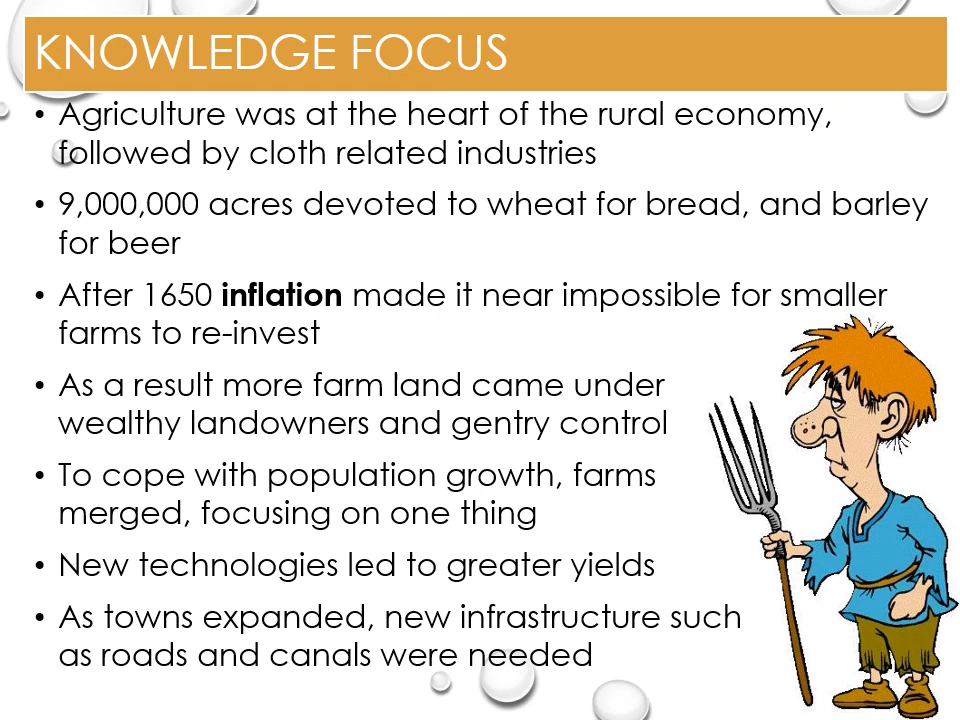 KNOWLEDGE FOCUS
• Agriculture was at the heart of the rural economy,
followed by cloth related industries
• 9,000,000 acres devoted to wheat for bread, and barley
for beer
• After 1650 inflation made it near impossible for smaller
farms to re-invest
• As a result more farm land came under
wealthy landowners and gentry control
• To cope with population growth, farms
merged, focusing on one thing
• New technologies led to greater yields
• As towns expanded, new infrastructure such
as roads and canals were needed